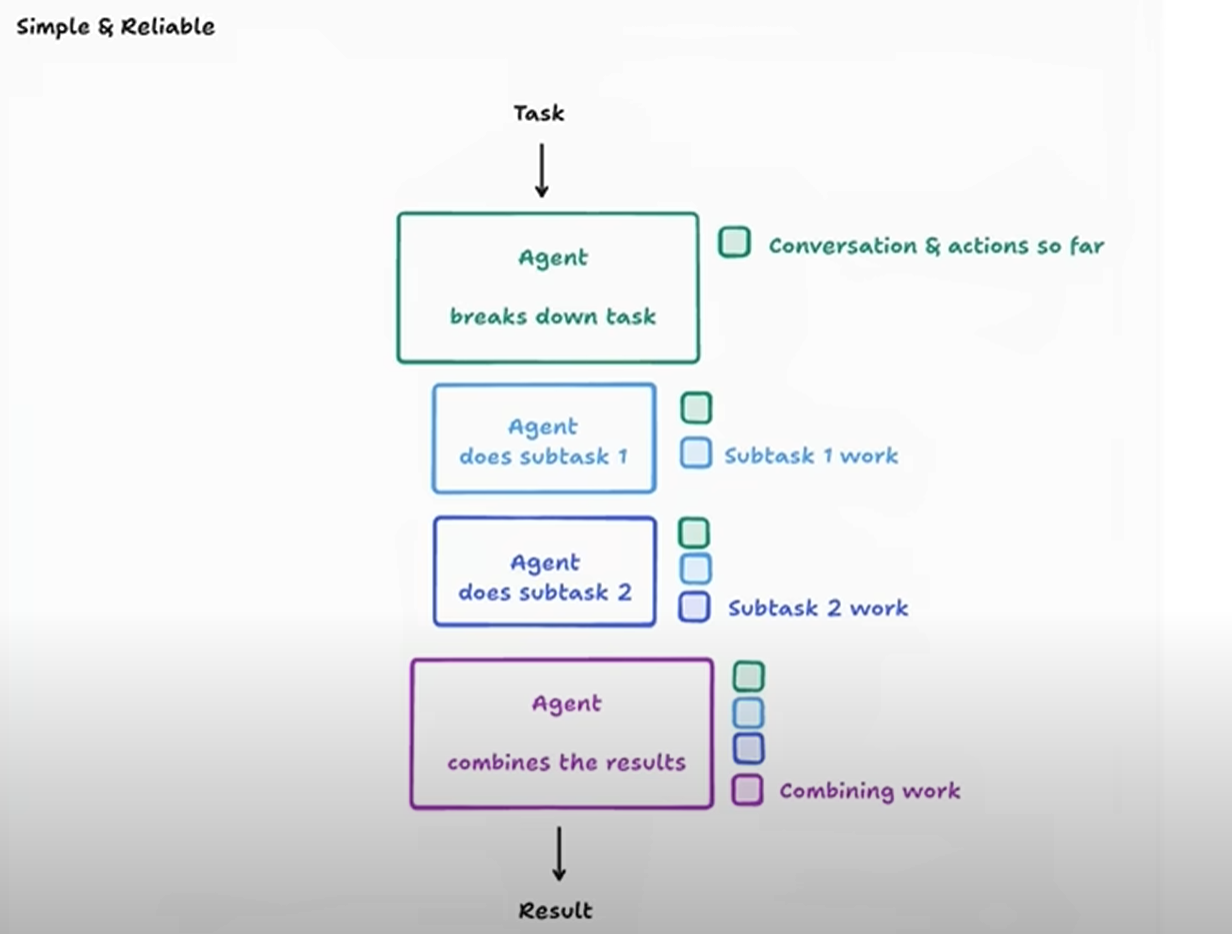 Simple & Reliable
Task
Agent
breaks down task
Conversation & actions so far
Agent
does subtask 1
Subtask 1 work
Agent
does subtask 2
Subtask 2 work
Agent
combines the results
Combining work
Result